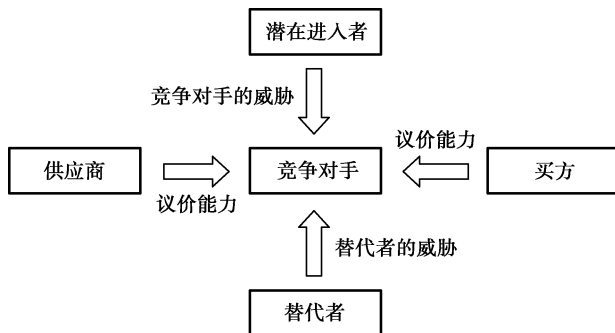 潜在进入者
竞争对手的威胁
议价能力
供应商
竞争对手
买方
议价能力
替代者的威胁
替代者